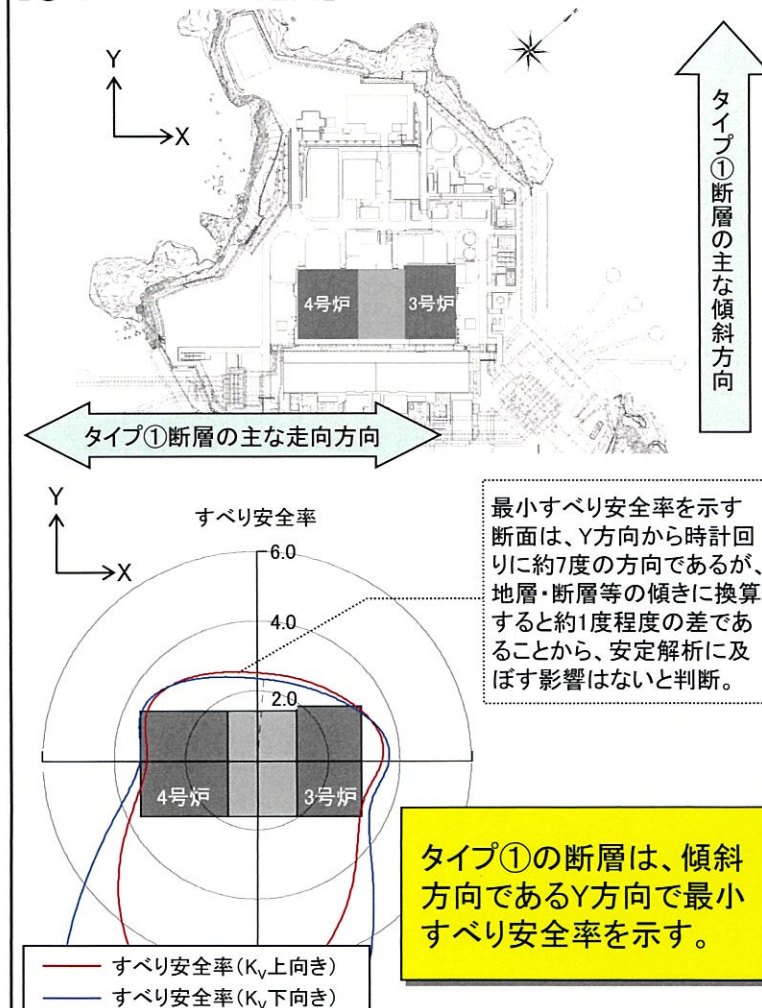 Y
X
4号炉
3号炉
タイプ①断層の主な傾斜方向
タイプ①断層の主な走向方向
Y
X
すべり安全率
6.0
4.0
2.0
最小すべり安全率を示す
断面は、Y方向から時計回
りに約7度の方向であるが、
地層・断層等の傾きに換算
すると約1度程度の差であ
ることから、安定解析に及
ぼす影響はないと判断。
4号炉
3号炉
タイプ①の断層は、傾斜
方向であるY方向で最小
すべり安全率を示す。
すべり安全率(KV上向き)
すべり安全率(KV下向き)